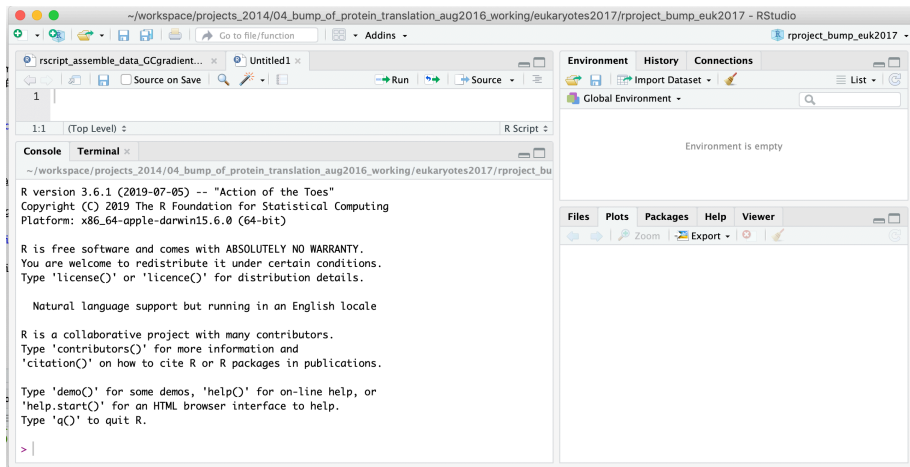 ~/workspace/projects_2014/04_bump_of_protein_translation_aug2016_working/eukaryotes2017/rproject_bump_euk2017 - RStudio
Go to file/function Addins rproject_bump_euk2017
rscript_assemble_data_GCgradient... Untitled1
Source on Save Run Source
1
1:1 (Top Level) R Script
Console Terminal
~/workspace/projects_2014/04_bump_of_protein_translation_aug2016_working/eukaryotes2017/rproject_bu
R version 3.6.1 (2019-07-05) -- "Action of the Toes"
Copyright (C) 2019 The R Foundation for Statistical Computing
Platform: x86_64-apple-darwin15.6.0 (64-bit)
R is free software and comes with ABSOLUTELY NO WARRANTY.
You are welcome to redistribute it under certain conditions.
Type 'license()' or 'licence()' for distribution details.
Natural language support but running in an English locale
R is a collaborative project with many contributors.
Type 'contributors()' for more information and
'citation()' on how to cite R or R packages in publications.
Type 'demo()' for some demos, 'help()' for on-line help, or
'help.start()' for an HTML browser interface to help.
Type 'q()' to quit R.
>
Environment History Connections
Import Dataset List
Global Environment
Environment is empty
Files Plots Packages Help Viewer
Zoom Export